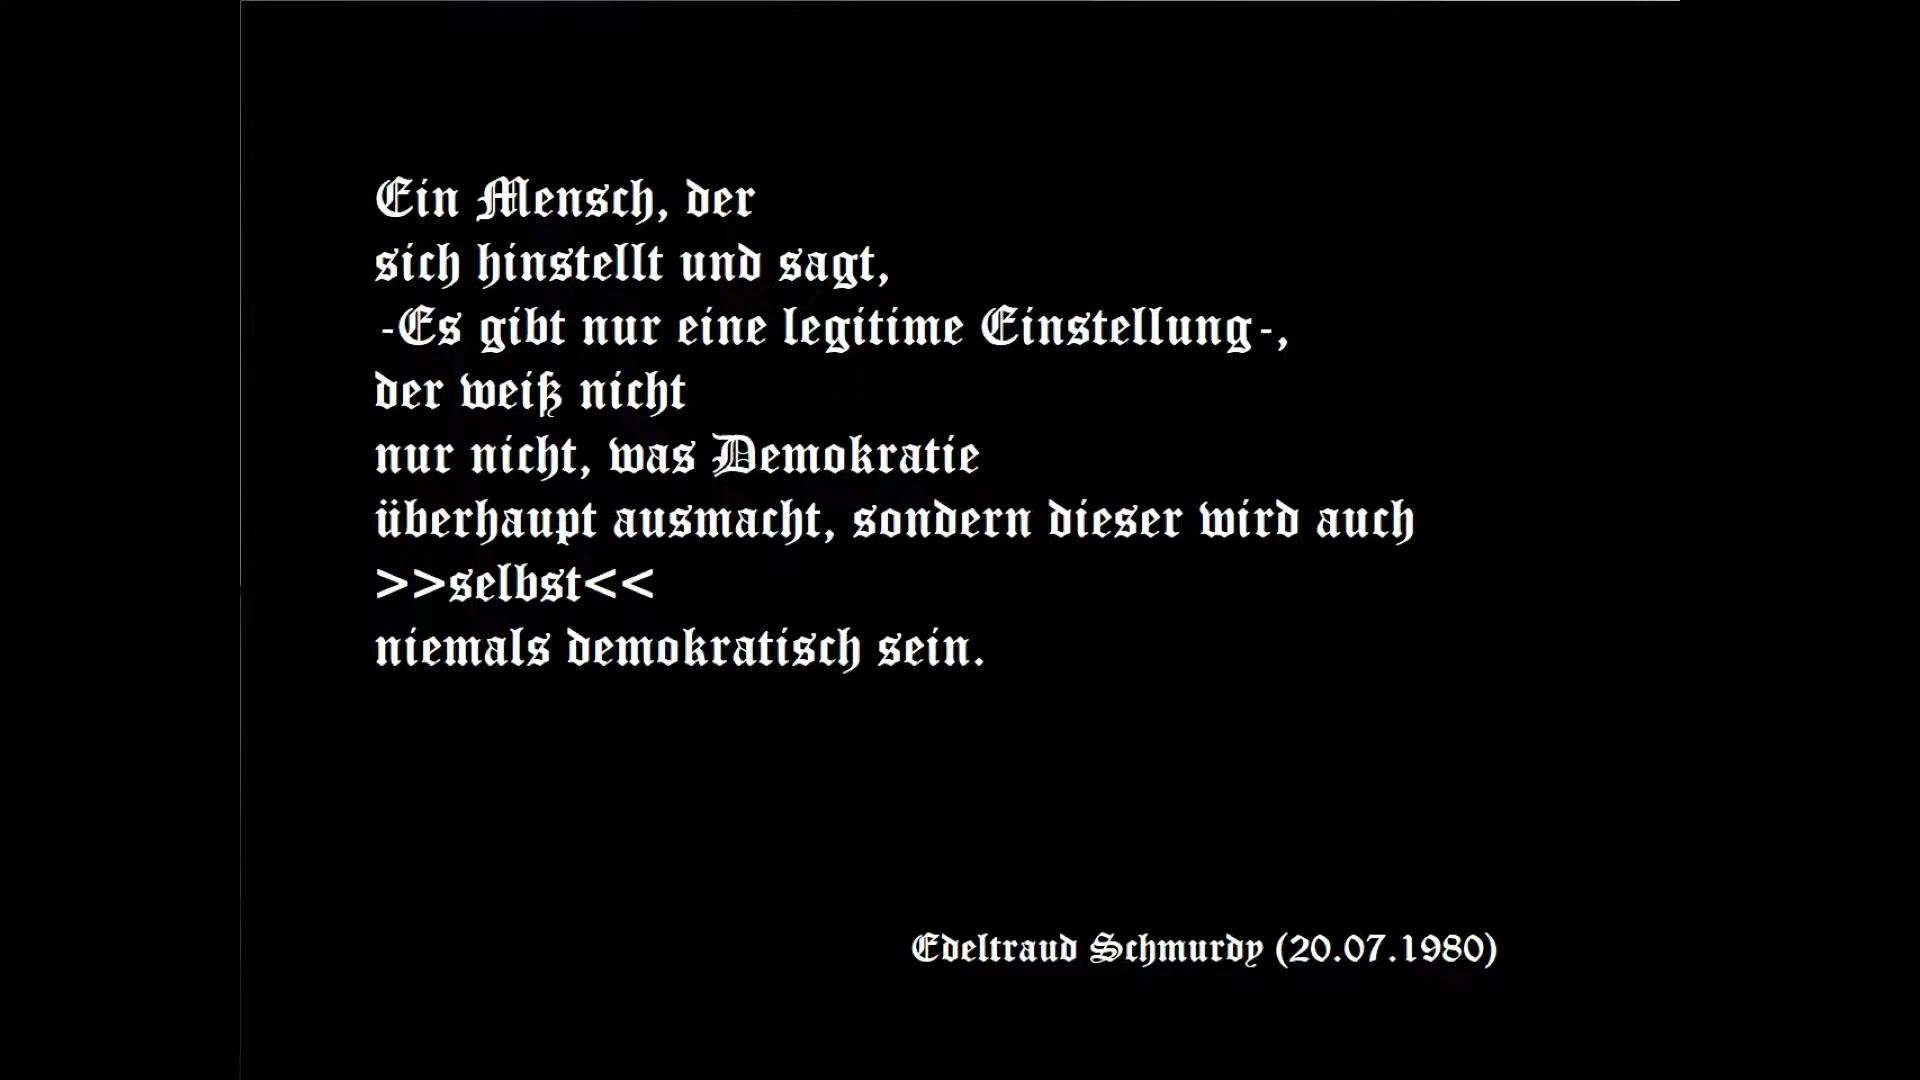 Ein Mensch, der
sich hinstellt und sagt,
-Es gibt nur eine legitime Einstellung-,
der weiß nicht
nur nicht, was Demokratie
überhaupt ausmacht, sondern dieser wird auch
>>selbst<<
niemals demokratisch sein.
Edeltraud Schmurdy (20.07.1980)